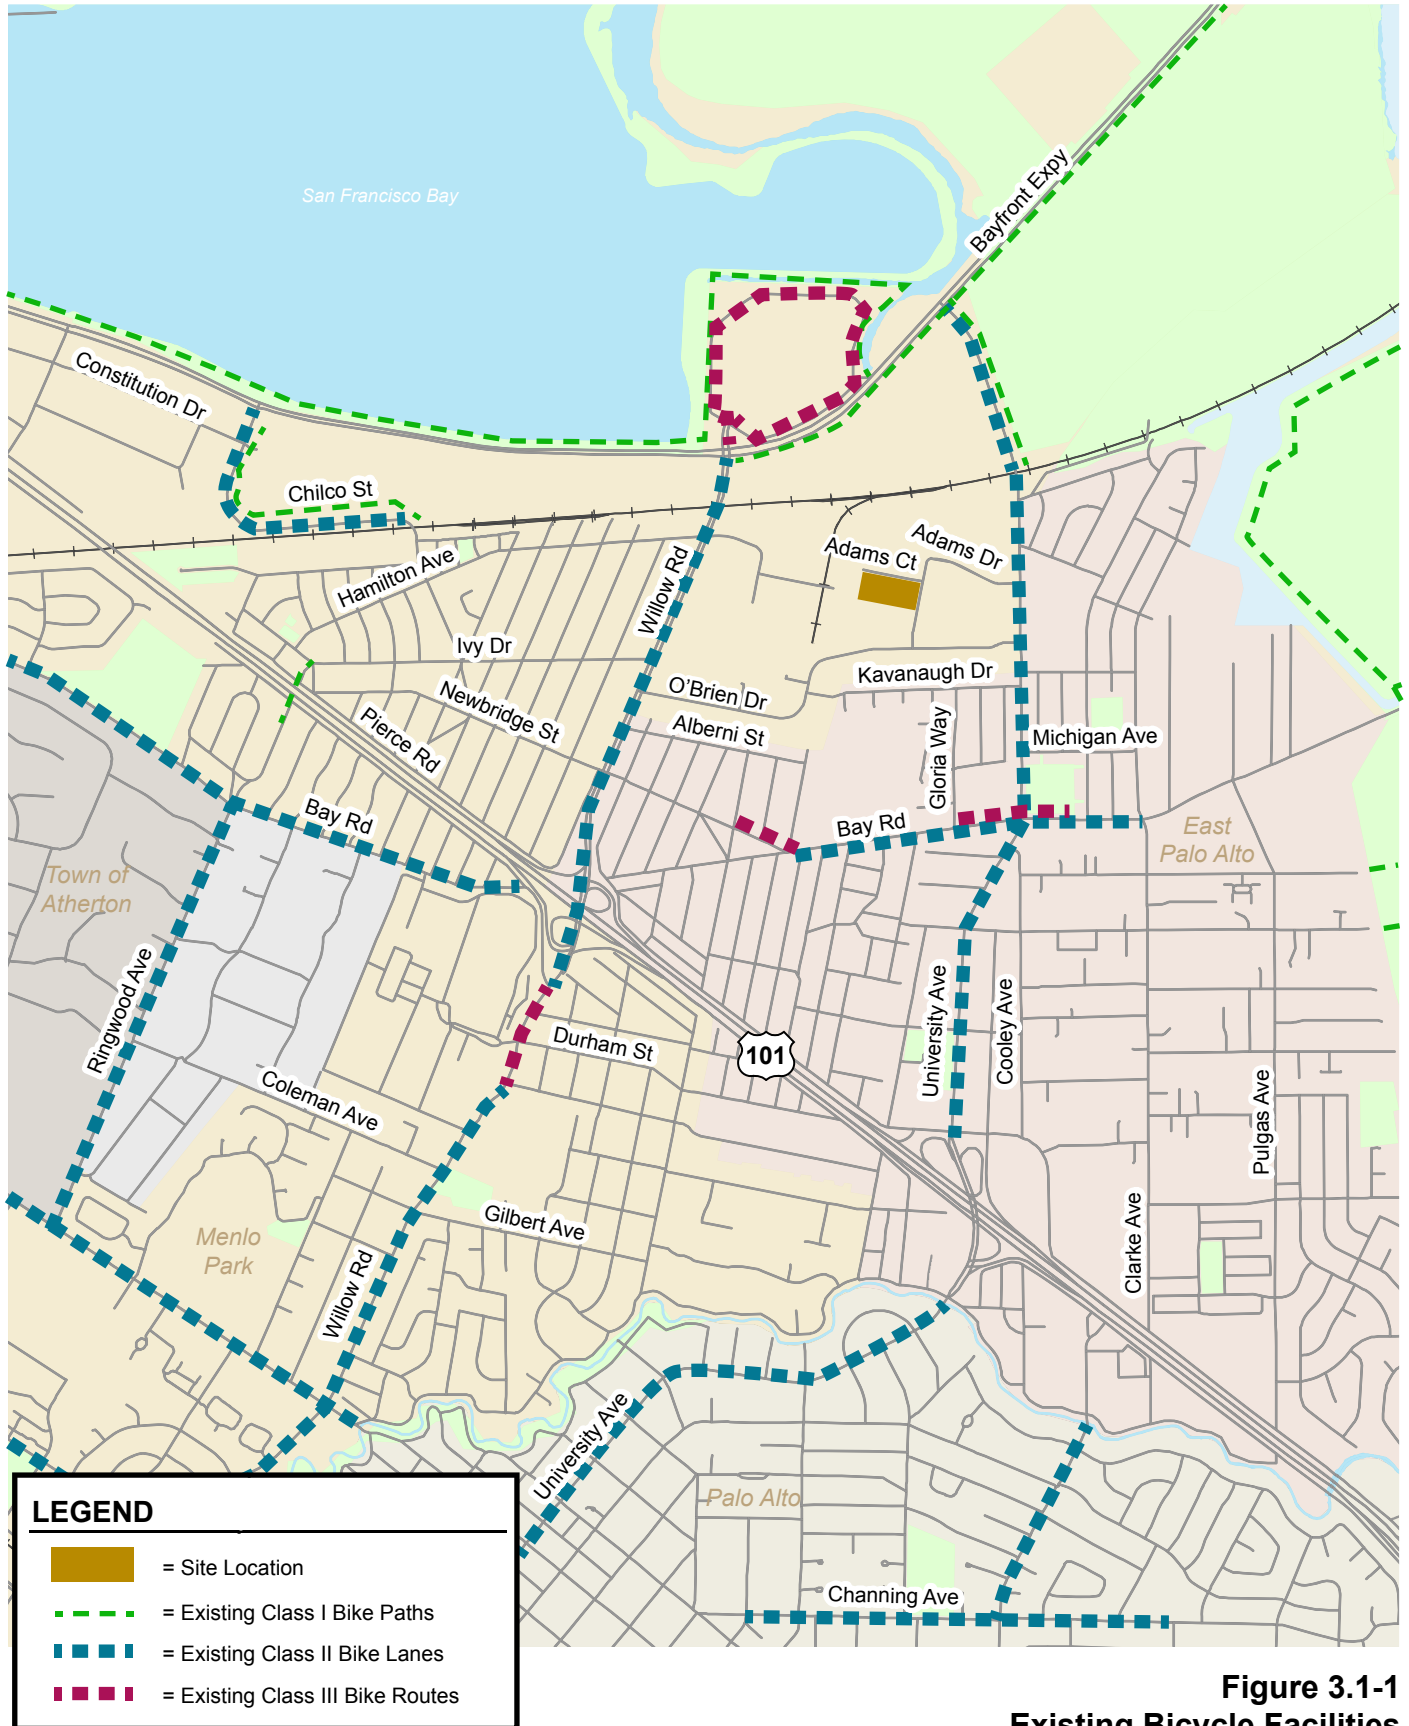 San Francisco Bay
Bayfront Expy
Constitution Dr
Chilco St
Hamilton Ave
Adams Ct
Adams Dr
Willow Rd
Ivy Dr
O'Brien Dr
Kavanaugh Dr
Newbridge St
Alberni St
Gloria Way
Michigan Ave
Pierce Rd
Bay Rd
Bay Rd
East
Palo Alto
Town of
Atherton
Ringwood Ave
University Ave
Cooley Ave
Durham St
101
Coleman Ave
Pulgas Ave
Clarke Ave
Gilbert Ave
Menlo
Park
Willow Rd
University Ave
Palo Alto
Channing Ave
LEGEND
= Site Location
= Existing Class I Bike Paths
= Existing Class II Bike Lanes
= Existing Class III Bike Routes
Figure 3.1-1
Existing Bicycle Facilities